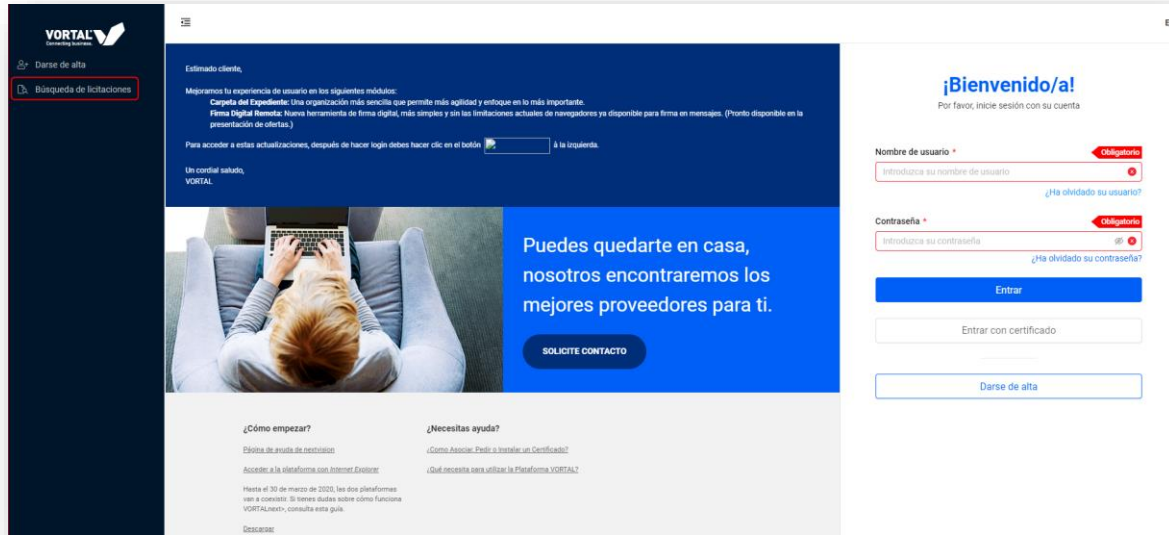 VORTAL
Connecting business.
Darse de alta
Búsqueda de licitaciones
Estimado cliente,
Mejoramos tu experiencia de usuario en los siguientes módulos:
Carpeta del Expediente: Una organización más sencilla que permite más agilidad y enfoque en lo más importante.
Firma Digital Remota: Nueva herramienta de firma digital, más simples y sin las limitaciones actuales de navegadores ya disponible para firma en mensajes. (Pronto disponible en la
presentación de ofertas.)
Para acceder a estas actualizaciones, después de hacer login debes hacer clic en el botón à la izquierda.
Un cordial saludo,
VORTAL
Puedes quedarte en casa,
nosotros encontraremos los
mejores proveedores para ti.
SOLICITE CONTACTO
¿Cómo empezar?
Página de ayuda de nextvision
Acceder a la plataforma con Internet Explorer
Hasta el 30 de marzo de 2020, las dos plataformas
van a coexistir. Si tienes dudas sobre cómo funciona
VORTALnext>, consulta esta guía.
Descargar
¿Necesitas ayuda?
¿Como Asociar, Pedir o Instalar un Certificado?
¿Qué necesita para utilizar la Plataforma VORTAL?
¡Bienvenido/a!
Por favor, inicie sesión con su cuenta
Nombre de usuario *
Obligatorio
Introduzca su nombre de usuario
¿Ha olvidado su usuario?
Contraseña *
Obligatorio
Introduzca su contraseña
¿Ha olvidado su contraseña?
Entrar
Entrar con certificado
Darse de alta